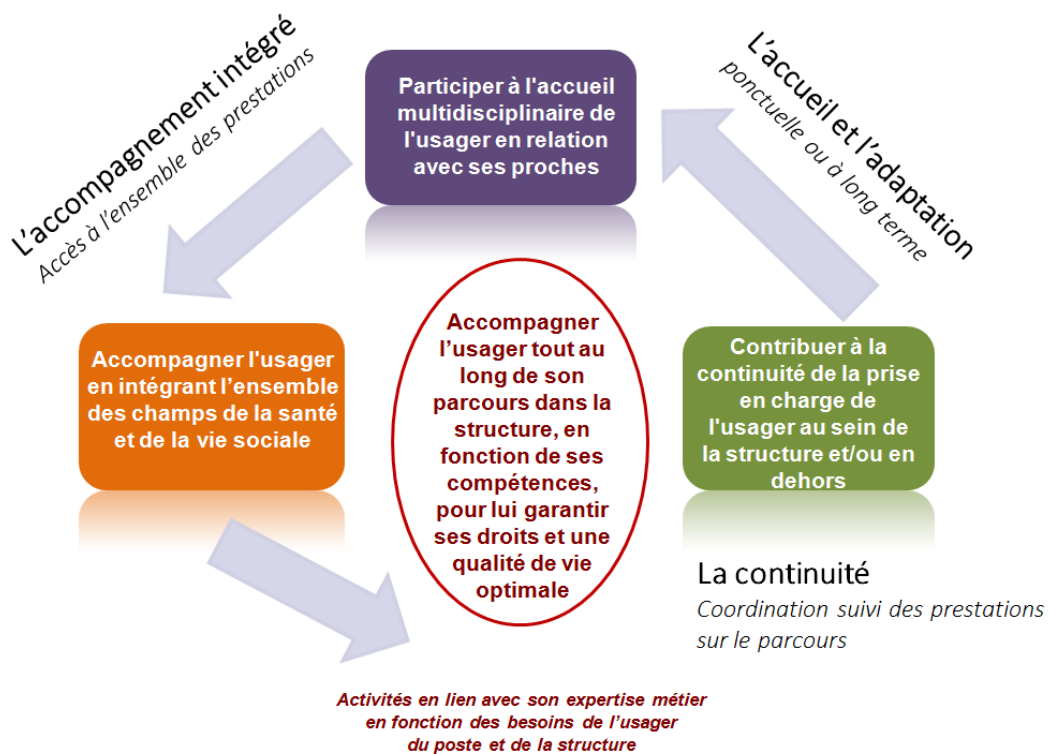 L'accompagnement intégré
Accès à l'ensemble des prestations
Participer à l'accueil
multidisciplinaire de
l'usager en relation
avec ses proches
L'accueil et l'adaptation
ponctuelle ou à long terme
Accompagner l'usager
en intégrant l'ensemble
des champs de la santé
et de la vie sociale
Accompagner
l'usager tout au
long de son
parcours dans la
structure, en
fonction de ses
compétences,
pour lui garantir
ses droits et une
qualité de vie
optimale
Contribuer à la
continuité de la prise
en charge de
l'usager au sein de
la structure et/ou en
dehors
La continuité
Coordination suivi des prestations
sur le parcours
Activités en lien avec son expertise métier
en fonction des besoins de l'usager
du poste et de la structure